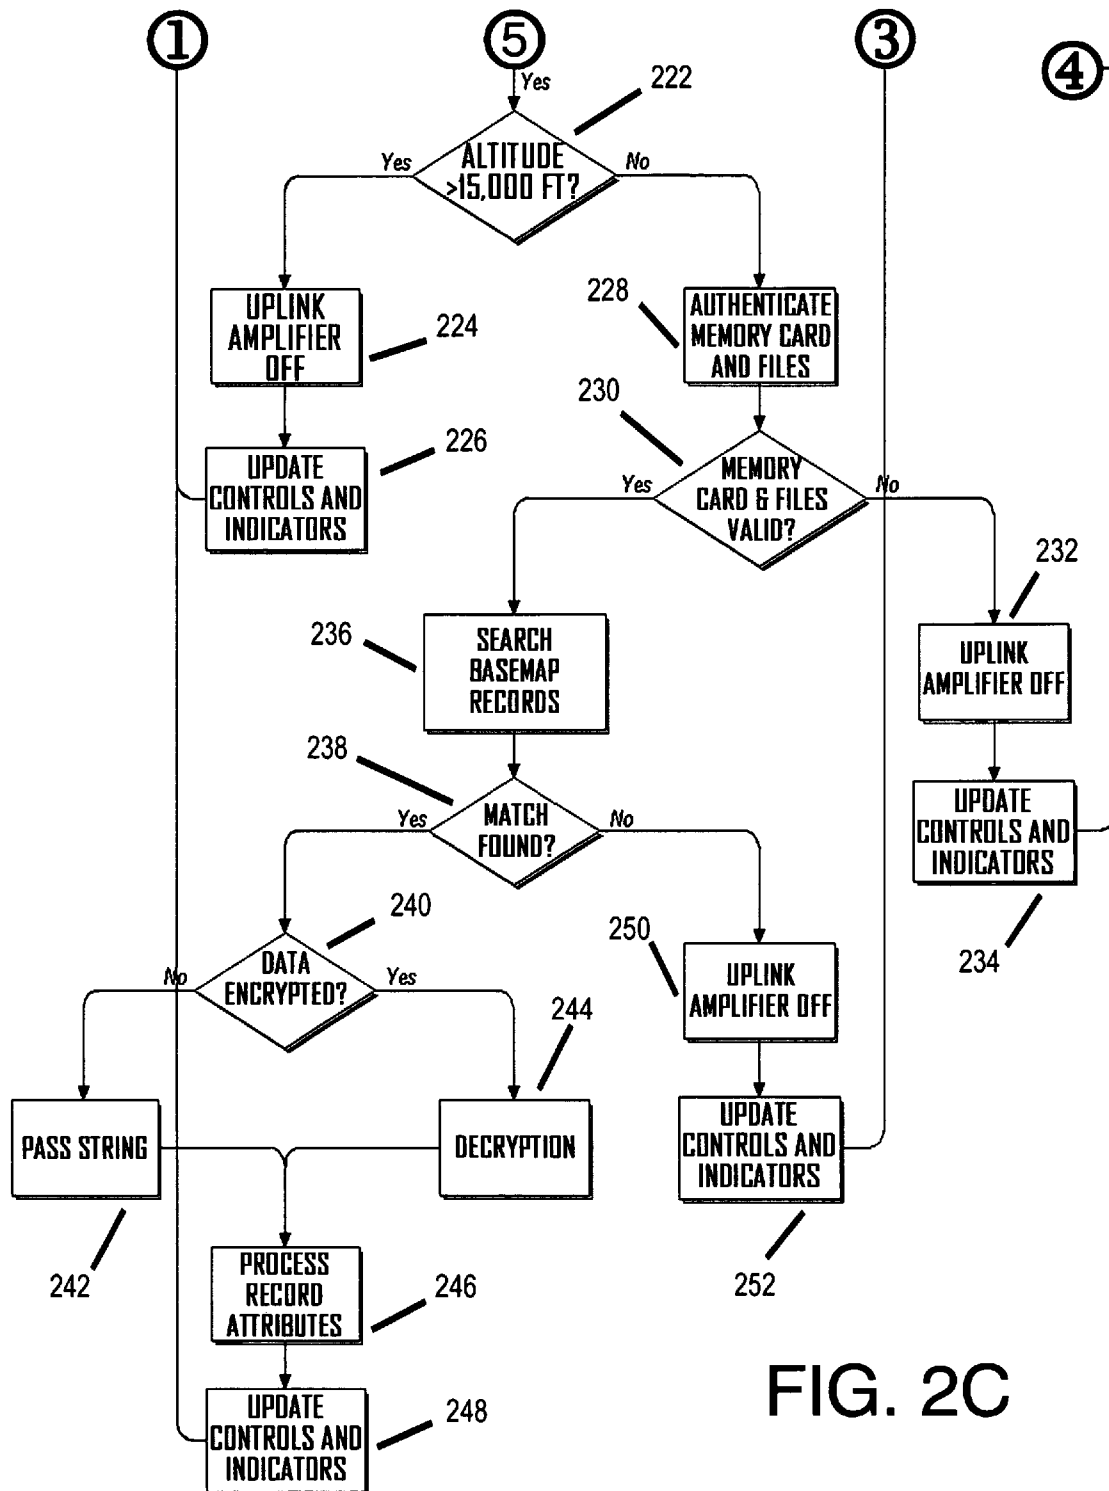 1
5
3
4
Yes
222
ALTITUDE
>15,000 FT?
Yes
No
UPLINK
AMPLIFIER
OFF
224
228
AUTHENTICATE
MEMORY CARD
AND FILES
230
226
UPDATE
CONTROLS AND
INDICATORS
MEMORY
CARD & FILES
VALID?
Yes
No
232
236
SEARCH
BASEMAP
RECORDS
UPLINK
AMPLIFIER OFF
238
MATCH
FOUND?
Yes
No
UPDATE
CONTROLS AND
INDICATORS
234
240
DATA
ENCRYPTED?
No
Yes
250
UPLINK
AMPLIFIER OFF
244
PASS STRING
DECRYPTION
UPDATE
CONTROLS AND
INDICATORS
242
252
PROCESS
RECORD
ATTRIBUTES
246
UPDATE
CONTROLS AND
INDICATORS
248
FIG. 2C